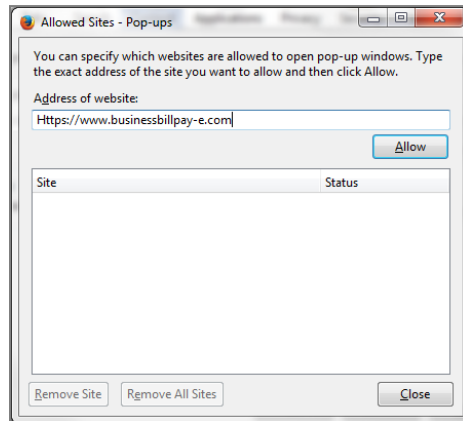 Allowed Sites - Pop-ups
You can specify which websites are allowed to open pop-up windows. Type
the exact address of the site you want to allow and then click Allow.
Address of website:
Https://www.businessbillpay-e.com
Allow
Site Status
Remove Site Remove All Sites Close